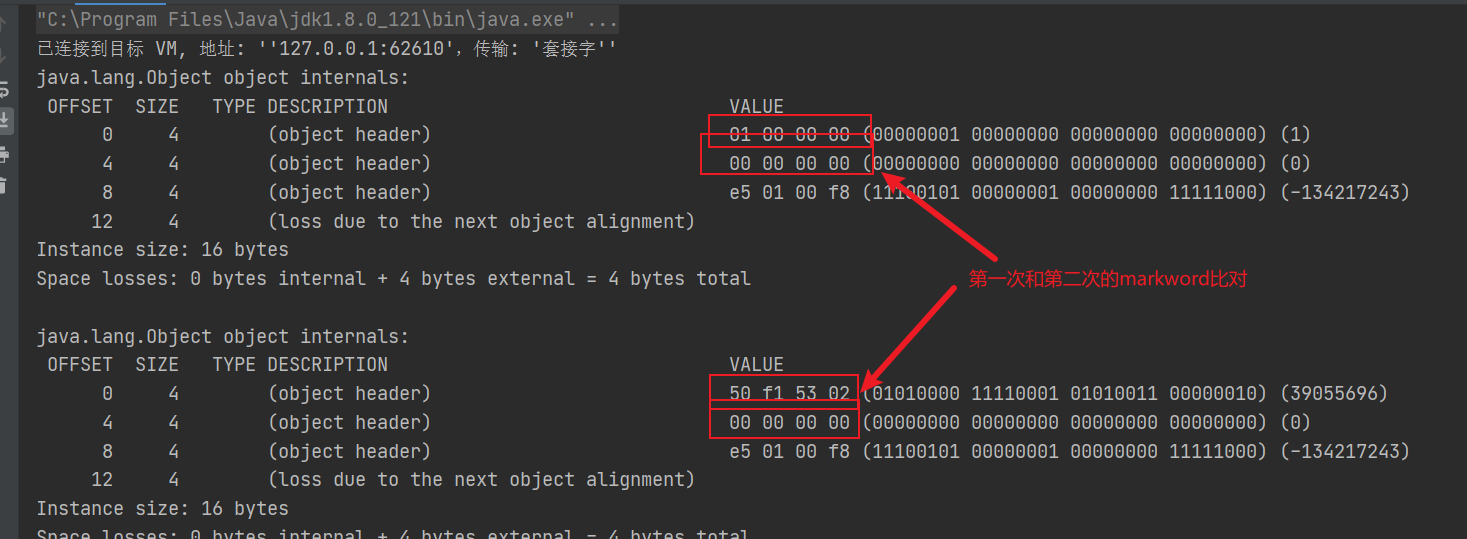 "C:\Program Files\Java\jdk1.8.0_121\bin\java.exe" ...
已连接到目标 VM, 地址: ''127.0.0.1:62610'，传输: '套接字''
java.lang.Object object internals:
 OFFSET  SIZE   TYPE DESCRIPTION                               VALUE
      0     4        (object header)                           01 00 00 00 (00000001 00000000 00000000 00000000) (1)
      4     4        (object header)                           00 00 00 00 (00000000 00000000 00000000 00000000) (0)
      8     4        (object header)                           e5 01 00 f8 (11100101 00000001 00000000 11111000) (-134217243)
     12     4        (loss due to the next object alignment)
Instance size: 16 bytes
Space losses: 0 bytes internal + 4 bytes external = 4 bytes total
第一次和第二次的markword比对
java.lang.Object object internals:
 OFFSET  SIZE   TYPE DESCRIPTION                               VALUE
      0     4        (object header)                           50 f1 53 02 (01010000 11110001 01010011 00000010) (39055696)
      4     4        (object header)                           00 00 00 00 (00000000 00000000 00000000 00000000) (0)
      8     4        (object header)                           e5 01 00 f8 (11100101 00000001 00000000 11111000) (-134217243)
     12     4        (loss due to the next object alignment)
Instance size: 16 bytes
Space losses: 0 bytes internal + 4 bytes external = 4 bytes total